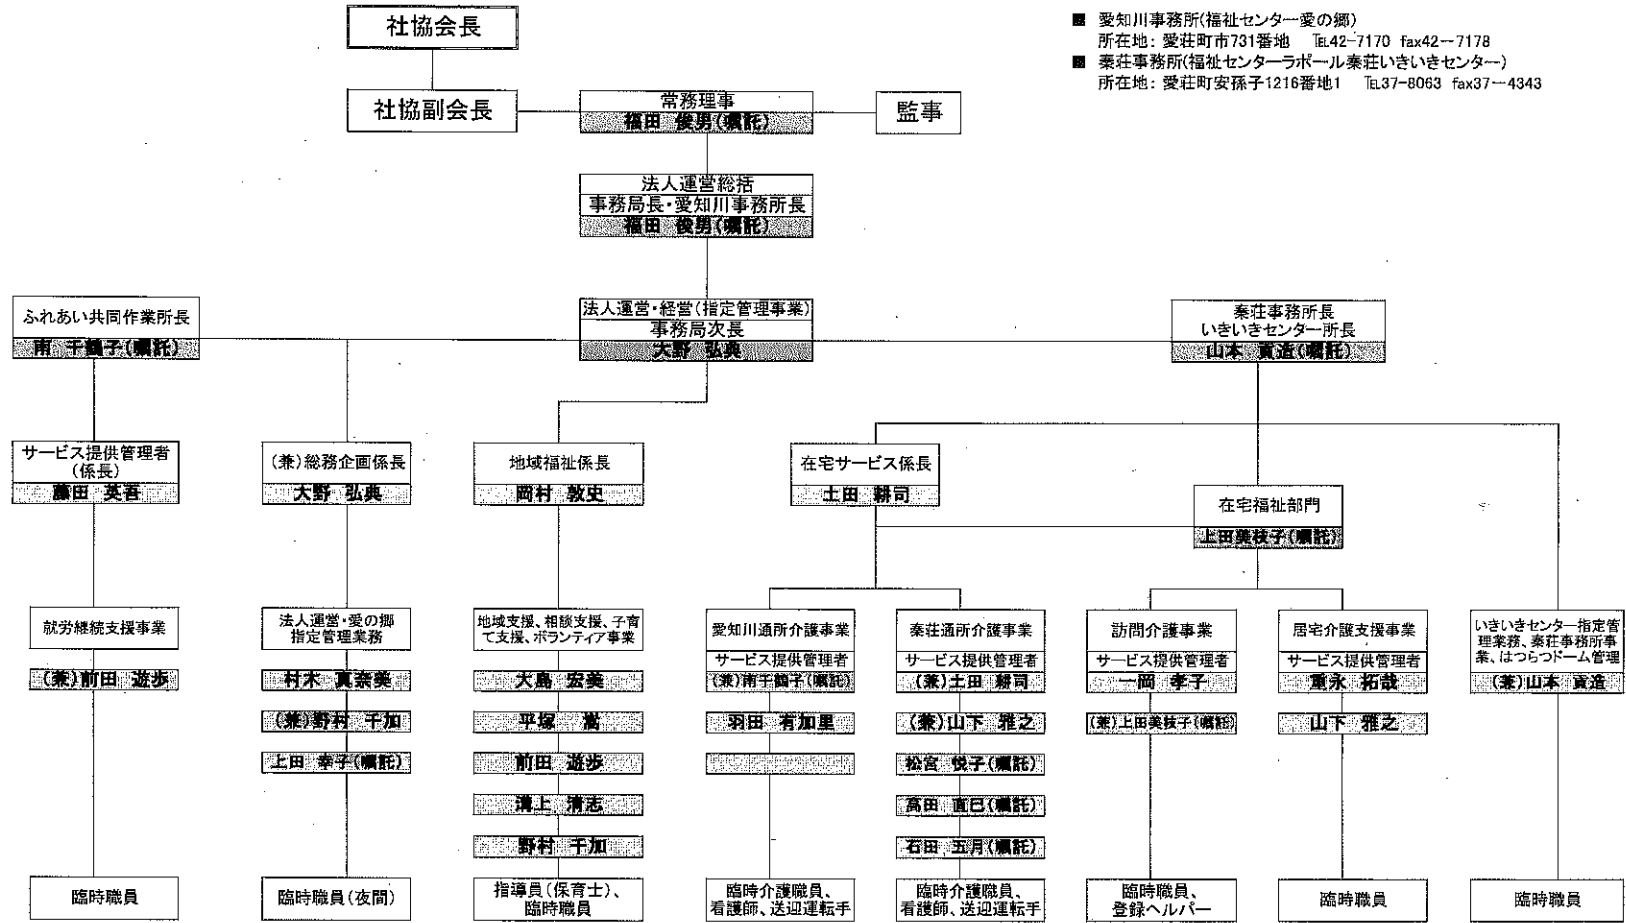 社協会長
■ 愛知川事務所(福祉センター愛の郷)
所在地: 愛荘町市731番地 ℡42-7170 fax42-7178
■ 秦荘事務所(福祉センターラポール秦荘いきいきセンター)
所在地: 愛荘町安孫子1216番地1 ℡37-8063 fax37-4343
社協副会長
常務理事
福田 俊男(嘱託)
監事
法人運営総括
事務局長・愛知川事務所長
福田 俊男(嘱託)
ふれあい共同作業所長
南 千鶴子(嘱託)
法人運営・経営(指定管理事業)
事務局次長
大野 弘典
秦荘事務所長
いきいきセンター所長
山本 貢造(嘱託)
サービス提供管理者
(係長)
藤田 英吾
(兼)総務企画係長
大野 弘典
地域福祉係長
岡村 敦史
在宅サービス係長
土田 耕司
在宅福祉部門
上田美枝子(嘱託)
就労継続支援事業
(兼)前田 遊歩
法人運営・愛の郷
指定管理業務
村木 真奈美
(兼)野村 千加
上田 幸子(嘱託)
地域支援、相談支援、子育
て支援、ボランティア事業
大島 宏美
平塚 嵩
前田 遊歩
溝上 清志
野村 千加
愛知川通所介護事業
サービス提供管理者
(兼)南千鶴子(嘱託)
羽田 有加里
秦荘通所介護事業
サービス提供管理者
(兼)土田 耕司
(兼)山下 雅之
松宮 悦子(嘱託)
高田 直巳(嘱託)
石田 五月(嘱託)
訪問介護事業
サービス提供管理者
一岡 孝子
(兼)上田美枝子(嘱託)
居宅介護支援事業
サービス提供管理者
重永 拓哉
山下 雅之
いきいきセンター指定管
理業務、秦荘事務所事
業、はつらつドーム管理
(兼)山本 貢造
臨時職員
臨時職員(夜間)
指導員(保育士)、
臨時職員
臨時介護職員、
看護師、送迎運転手
臨時介護職員、
看護師、送迎運転手
臨時職員、
登録ヘルパー
臨時職員
臨時職員